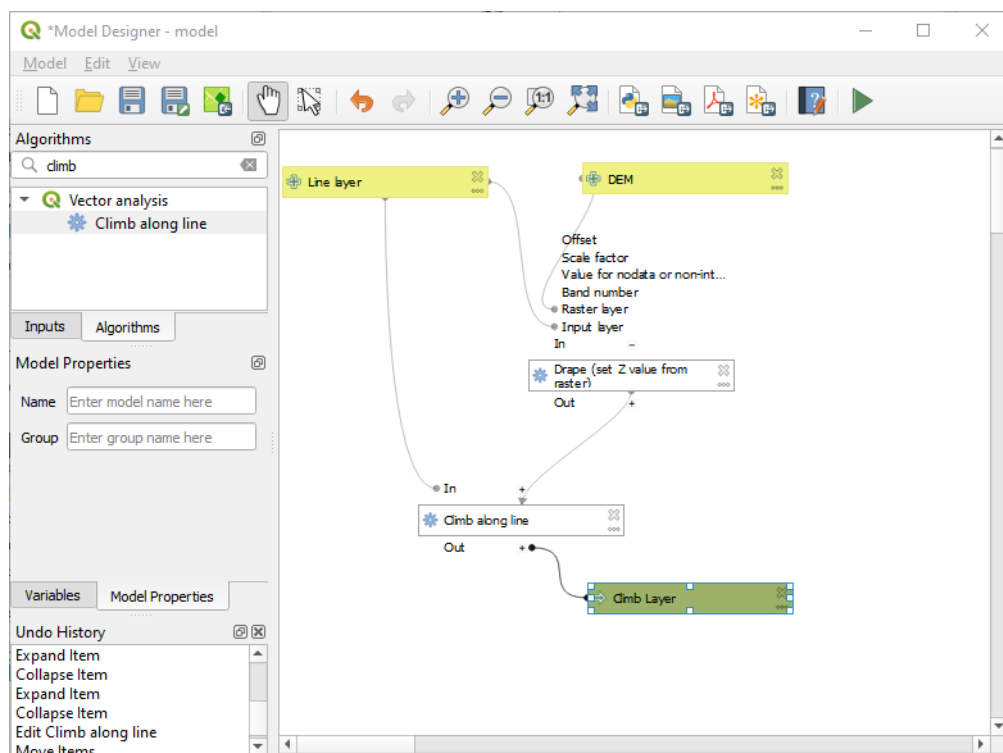 *Model Designer - model
Model Edit View
1:1
Algorithms
climb
Vector analysis
Climb along line
Inputs
Algorithms
Model Properties
Name
Enter model name here
Group
Enter group name here
Variables
Model Properties
Undo History
Expand Item
Collapse Item
Expand Item
Collapse Item
Edit Climb along line
Move Items
Line layer
DEM
Offset
Scale factor
Value for nodata or non-int...
Band number
Raster layer
Input layer
In -
Drape (set Z value from
raster)
Out +
In +
Climb along line
Out +
Climb Layer